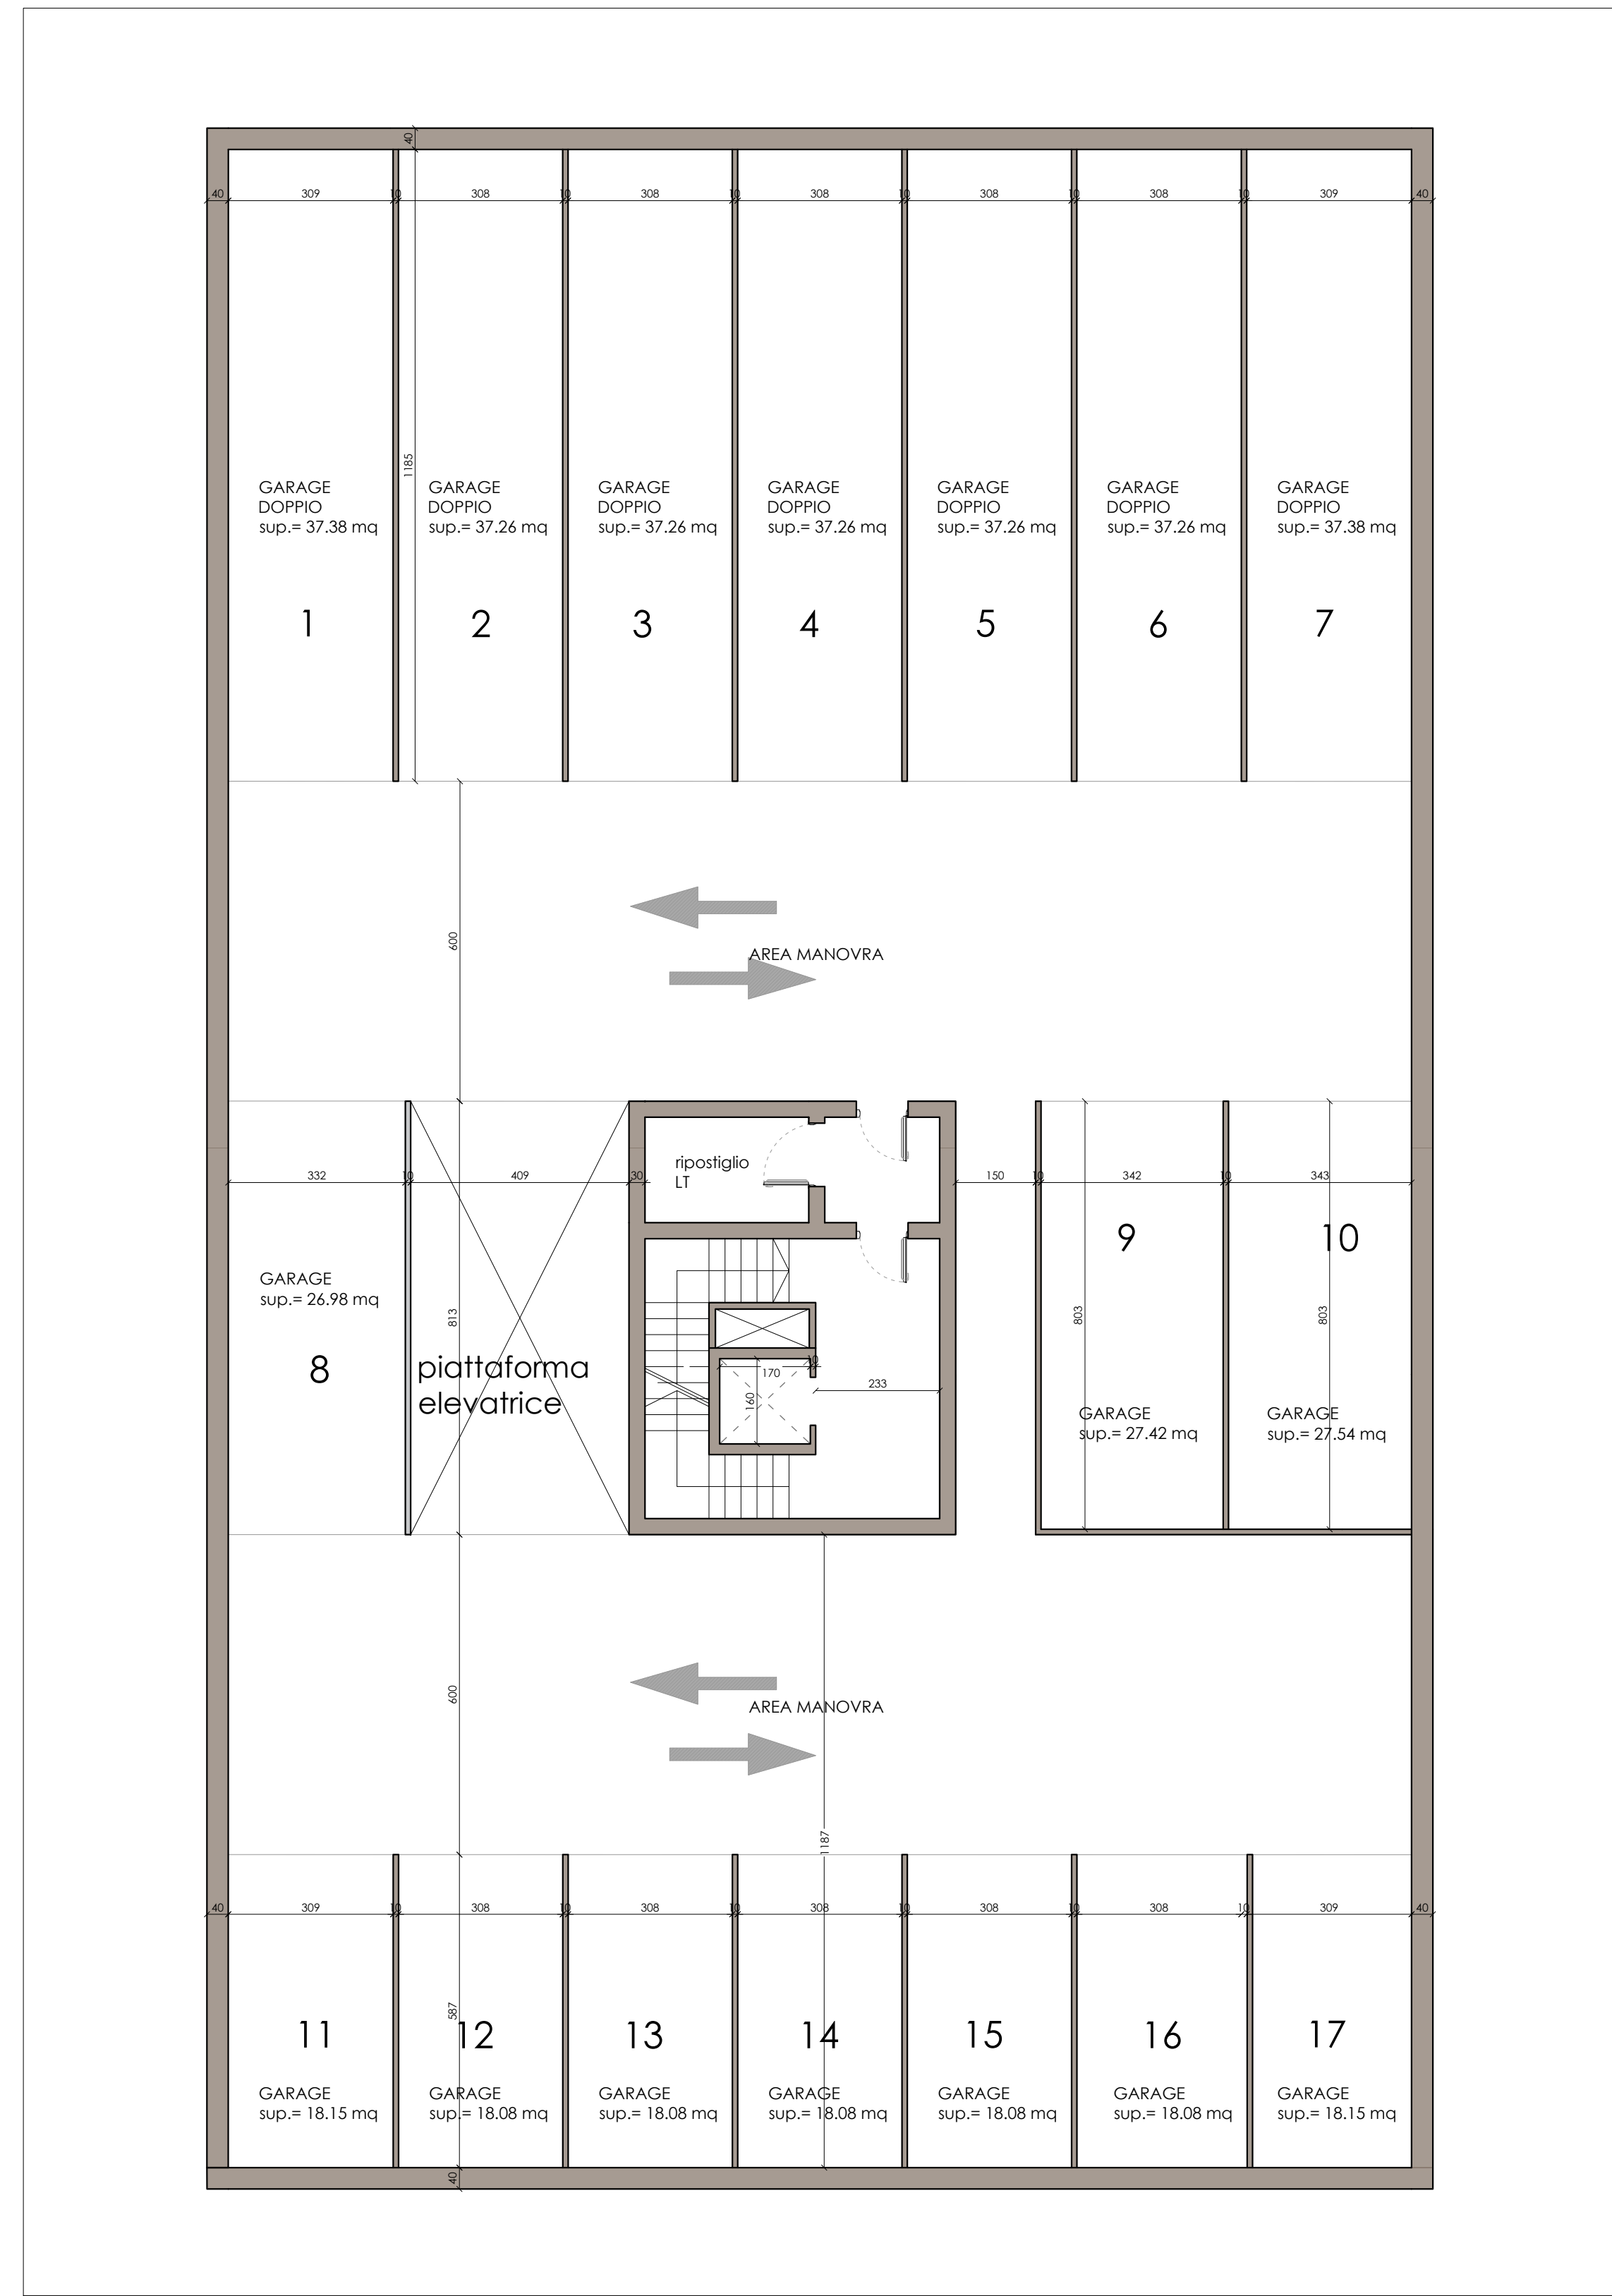 40
40 309 10 308 10 308 10 308 10 308 10 308 10 309 40
1185
GARAGE
DOPPIO
sup.= 37.38 mq
1
GARAGE
DOPPIO
sup.= 37.26 mq
2
GARAGE
DOPPIO
sup.= 37.26 mq
3
GARAGE
DOPPIO
sup.= 37.26 mq
4
GARAGE
DOPPIO
sup.= 37.26 mq
5
GARAGE
DOPPIO
sup.= 37.26 mq
6
GARAGE
DOPPIO
sup.= 37.38 mq
7
600
AREA MANOVRA
332 10 409 30
150 10 342 10 343
ripostiglio
LT
GARAGE
sup.= 26.98 mq
8
813
piattaforma
elevatrice
10
170
160
233
9
803
GARAGE
sup.= 27.42 mq
10
803
GARAGE
sup.= 27.54 mq
600
AREA MANOVRA
1187
40 309 10 308 10 308 10 308 10 308 10 308 10 309 40
587
11
GARAGE
sup.= 18.15 mq
12
GARAGE
sup.= 18.08 mq
13
GARAGE
sup.= 18.08 mq
14
GARAGE
sup.= 18.08 mq
15
GARAGE
sup.= 18.08 mq
16
GARAGE
sup.= 18.08 mq
17
GARAGE
sup.= 18.15 mq
40